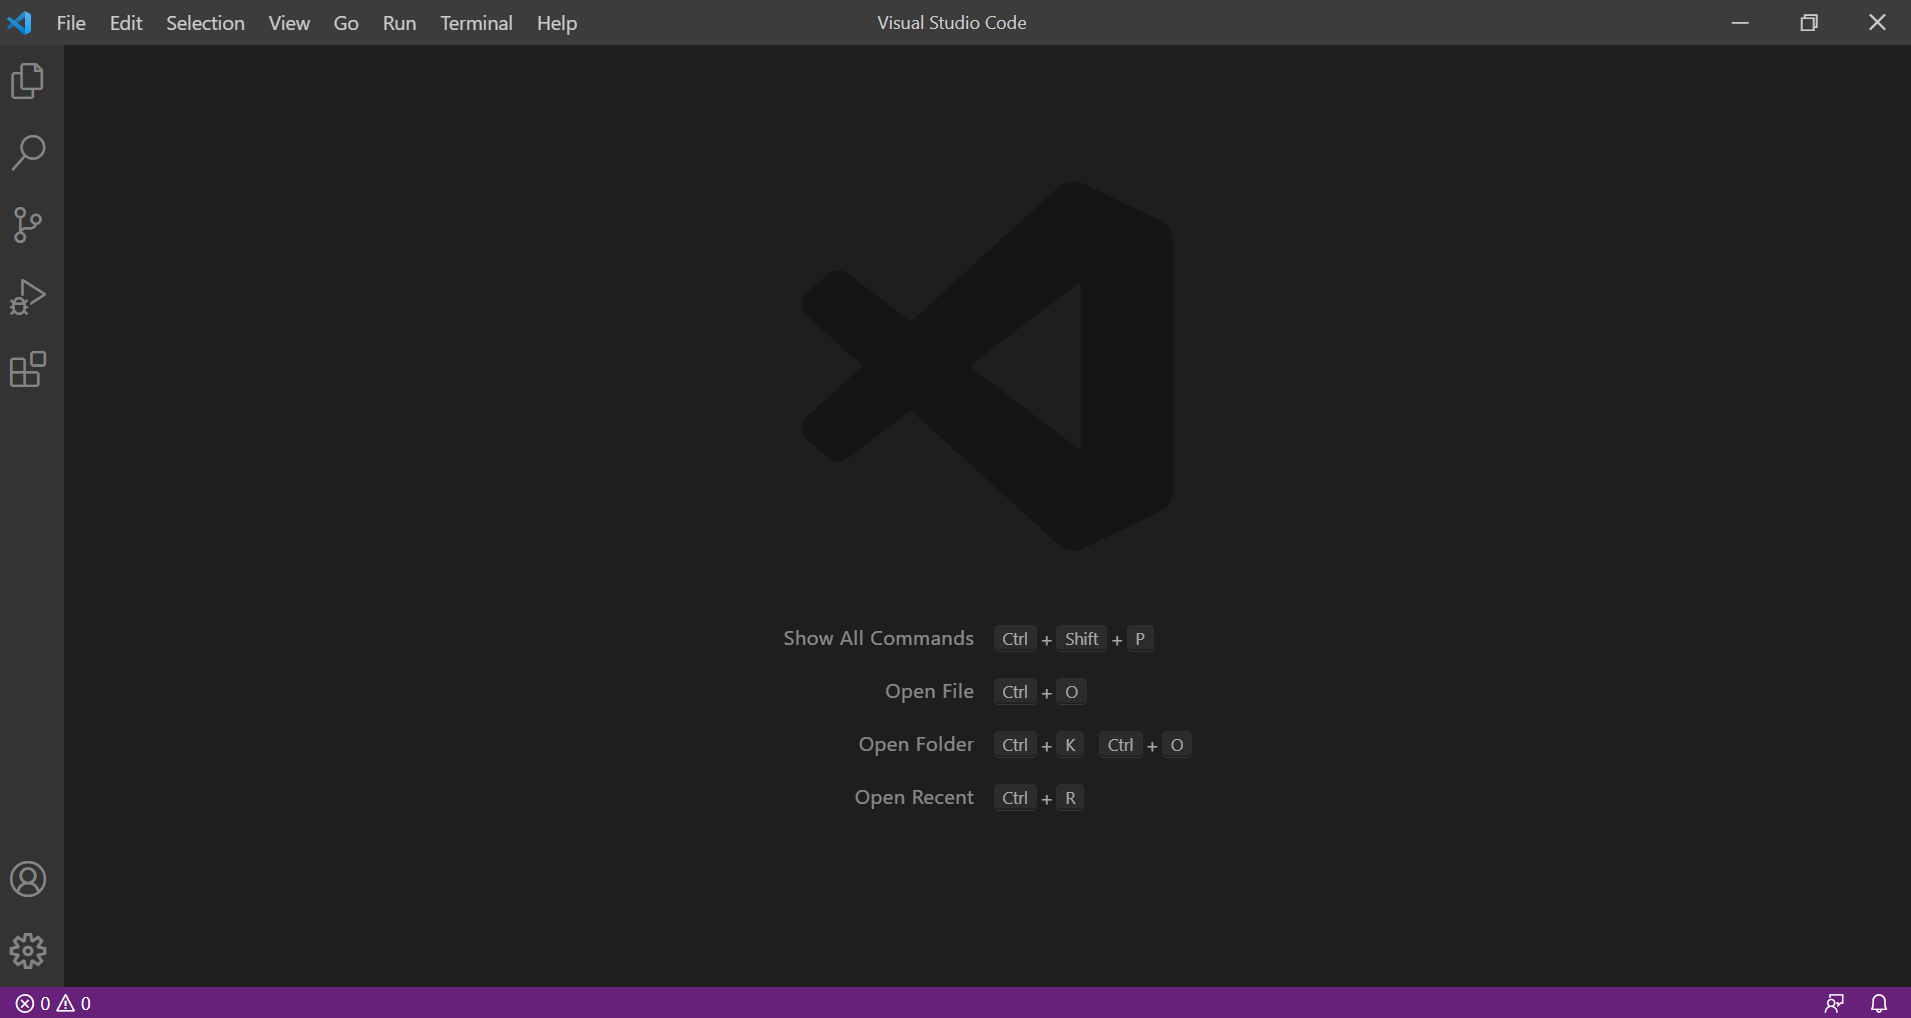 File Edit Selection View Go Run Terminal Help Visual Studio Code
Show All Commands Ctrl + Shift + P
Open File Ctrl + O
Open Folder Ctrl + K Ctrl + O
Open Recent Ctrl + R
0 0